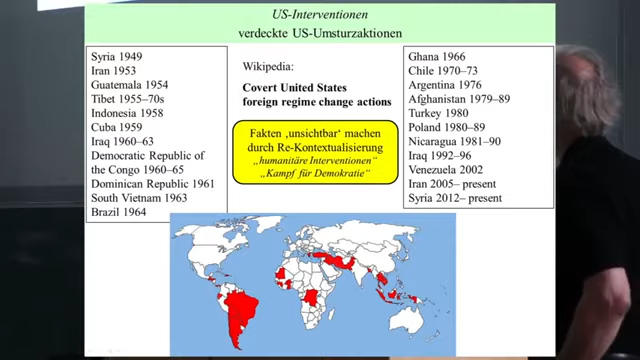 US-Interventionen
verdeckte US-Umsturzaktionen
Syria 1949
Iran 1953
Guatemala 1954
Tibet 1955–70s
Indonesia 1958
Cuba 1959
Iraq 1960–63
Democratic Republic of
the Congo 1960–65
Dominican Republic 1961
South Vietnam 1963
Brazil 1964
Wikipedia:
Covert United States
foreign regime change actions
Fakten ‚unsichtbar‘ machen
durch Re-Kontextualisierung
„humanitäre Interventionen“
„Kampf für Demokratie“
Ghana 1966
Chile 1970–73
Argentina 1976
Afghanistan 1979–89
Turkey 1980
Poland 1980–89
Nicaragua 1981–90
Iraq 1992–96
Venezuela 2002
Iran 2005– present
Syria 2012– present